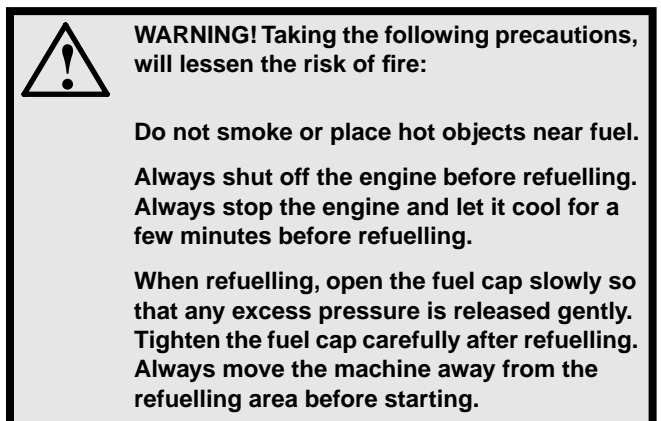 WARNING! Taking the following precautions,
will lessen the risk of fire:
Do not smoke or place hot objects near fuel.
Always shut off the engine before refuelling.
Always stop the engine and let it cool for a
few minutes before refuelling.
When refuelling, open the fuel cap slowly so
that any excess pressure is released gently.
Tighten the fuel cap carefully after refuelling.
Always move the machine away from the
refuelling area before starting.